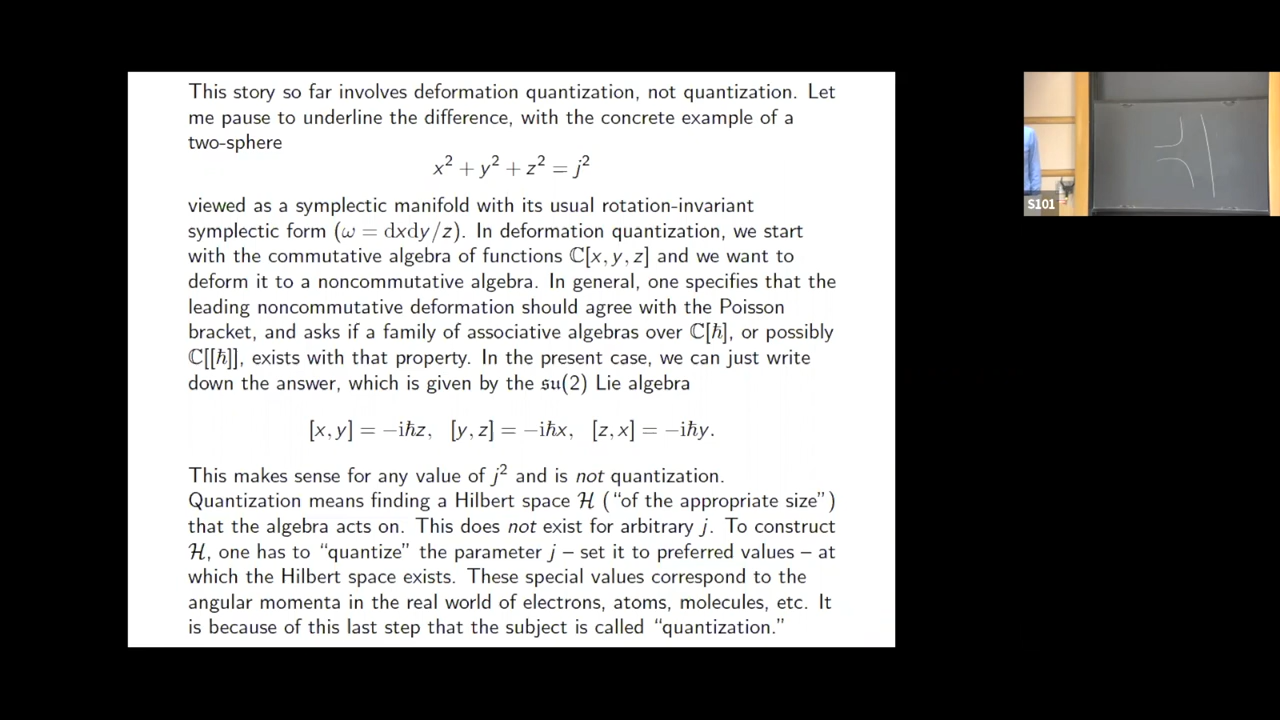 This story so far involves deformation quantization, not quantization. Let
me pause to underline the difference, with the concrete example of a
two-sphere
x² + y² + z² = j²
viewed as a symplectic manifold with its usual rotation-invariant
symplectic form (ω = dxdy/z). In deformation quantization, we start
with the commutative algebra of functions ℂ[x, y, z] and we want to
deform it to a noncommutative algebra. In general, one specifies that the
leading noncommutative deformation should agree with the Poisson
bracket, and asks if a family of associative algebras over ℂ[ℏ], or possibly
ℂ[[ℏ]], exists with that property. In the present case, we can just write
down the answer, which is given by the 𝔰𝔲(2) Lie algebra
[x, y] = −iℏz, [y, z] = −iℏx, [z, x] = −iℏy.
This makes sense for any value of j² and is not quantization.
Quantization means finding a Hilbert space ℋ (“of the appropriate size”)
that the algebra acts on. This does not exist for arbitrary j. To construct
ℋ, one has to “quantize” the parameter j – set it to preferred values – at
which the Hilbert space exists. These special values correspond to the
angular momenta in the real world of electrons, atoms, molecules, etc. It
is because of this last step that the subject is called “quantization.”
S101